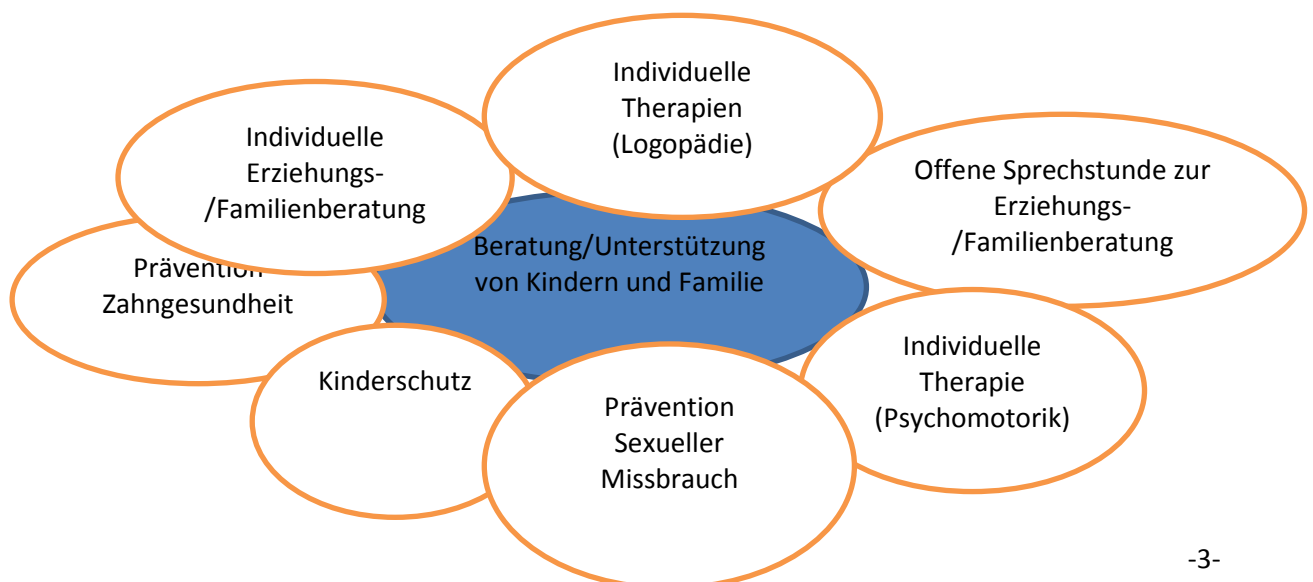 Individuelle
Therapien
(Logopädie)
Individuelle
Erziehungs-
/Familienberatung
Offene Sprechstunde zur
Erziehungs-
/Familienberatung
Beratung/Unterstützung
von Kindern und Familie
Prävention
Zahngesundheit
Kinderschutz
Prävention
Sexueller
Missbrauch
Individuelle
Therapie
(Psychomotorik)
-3-